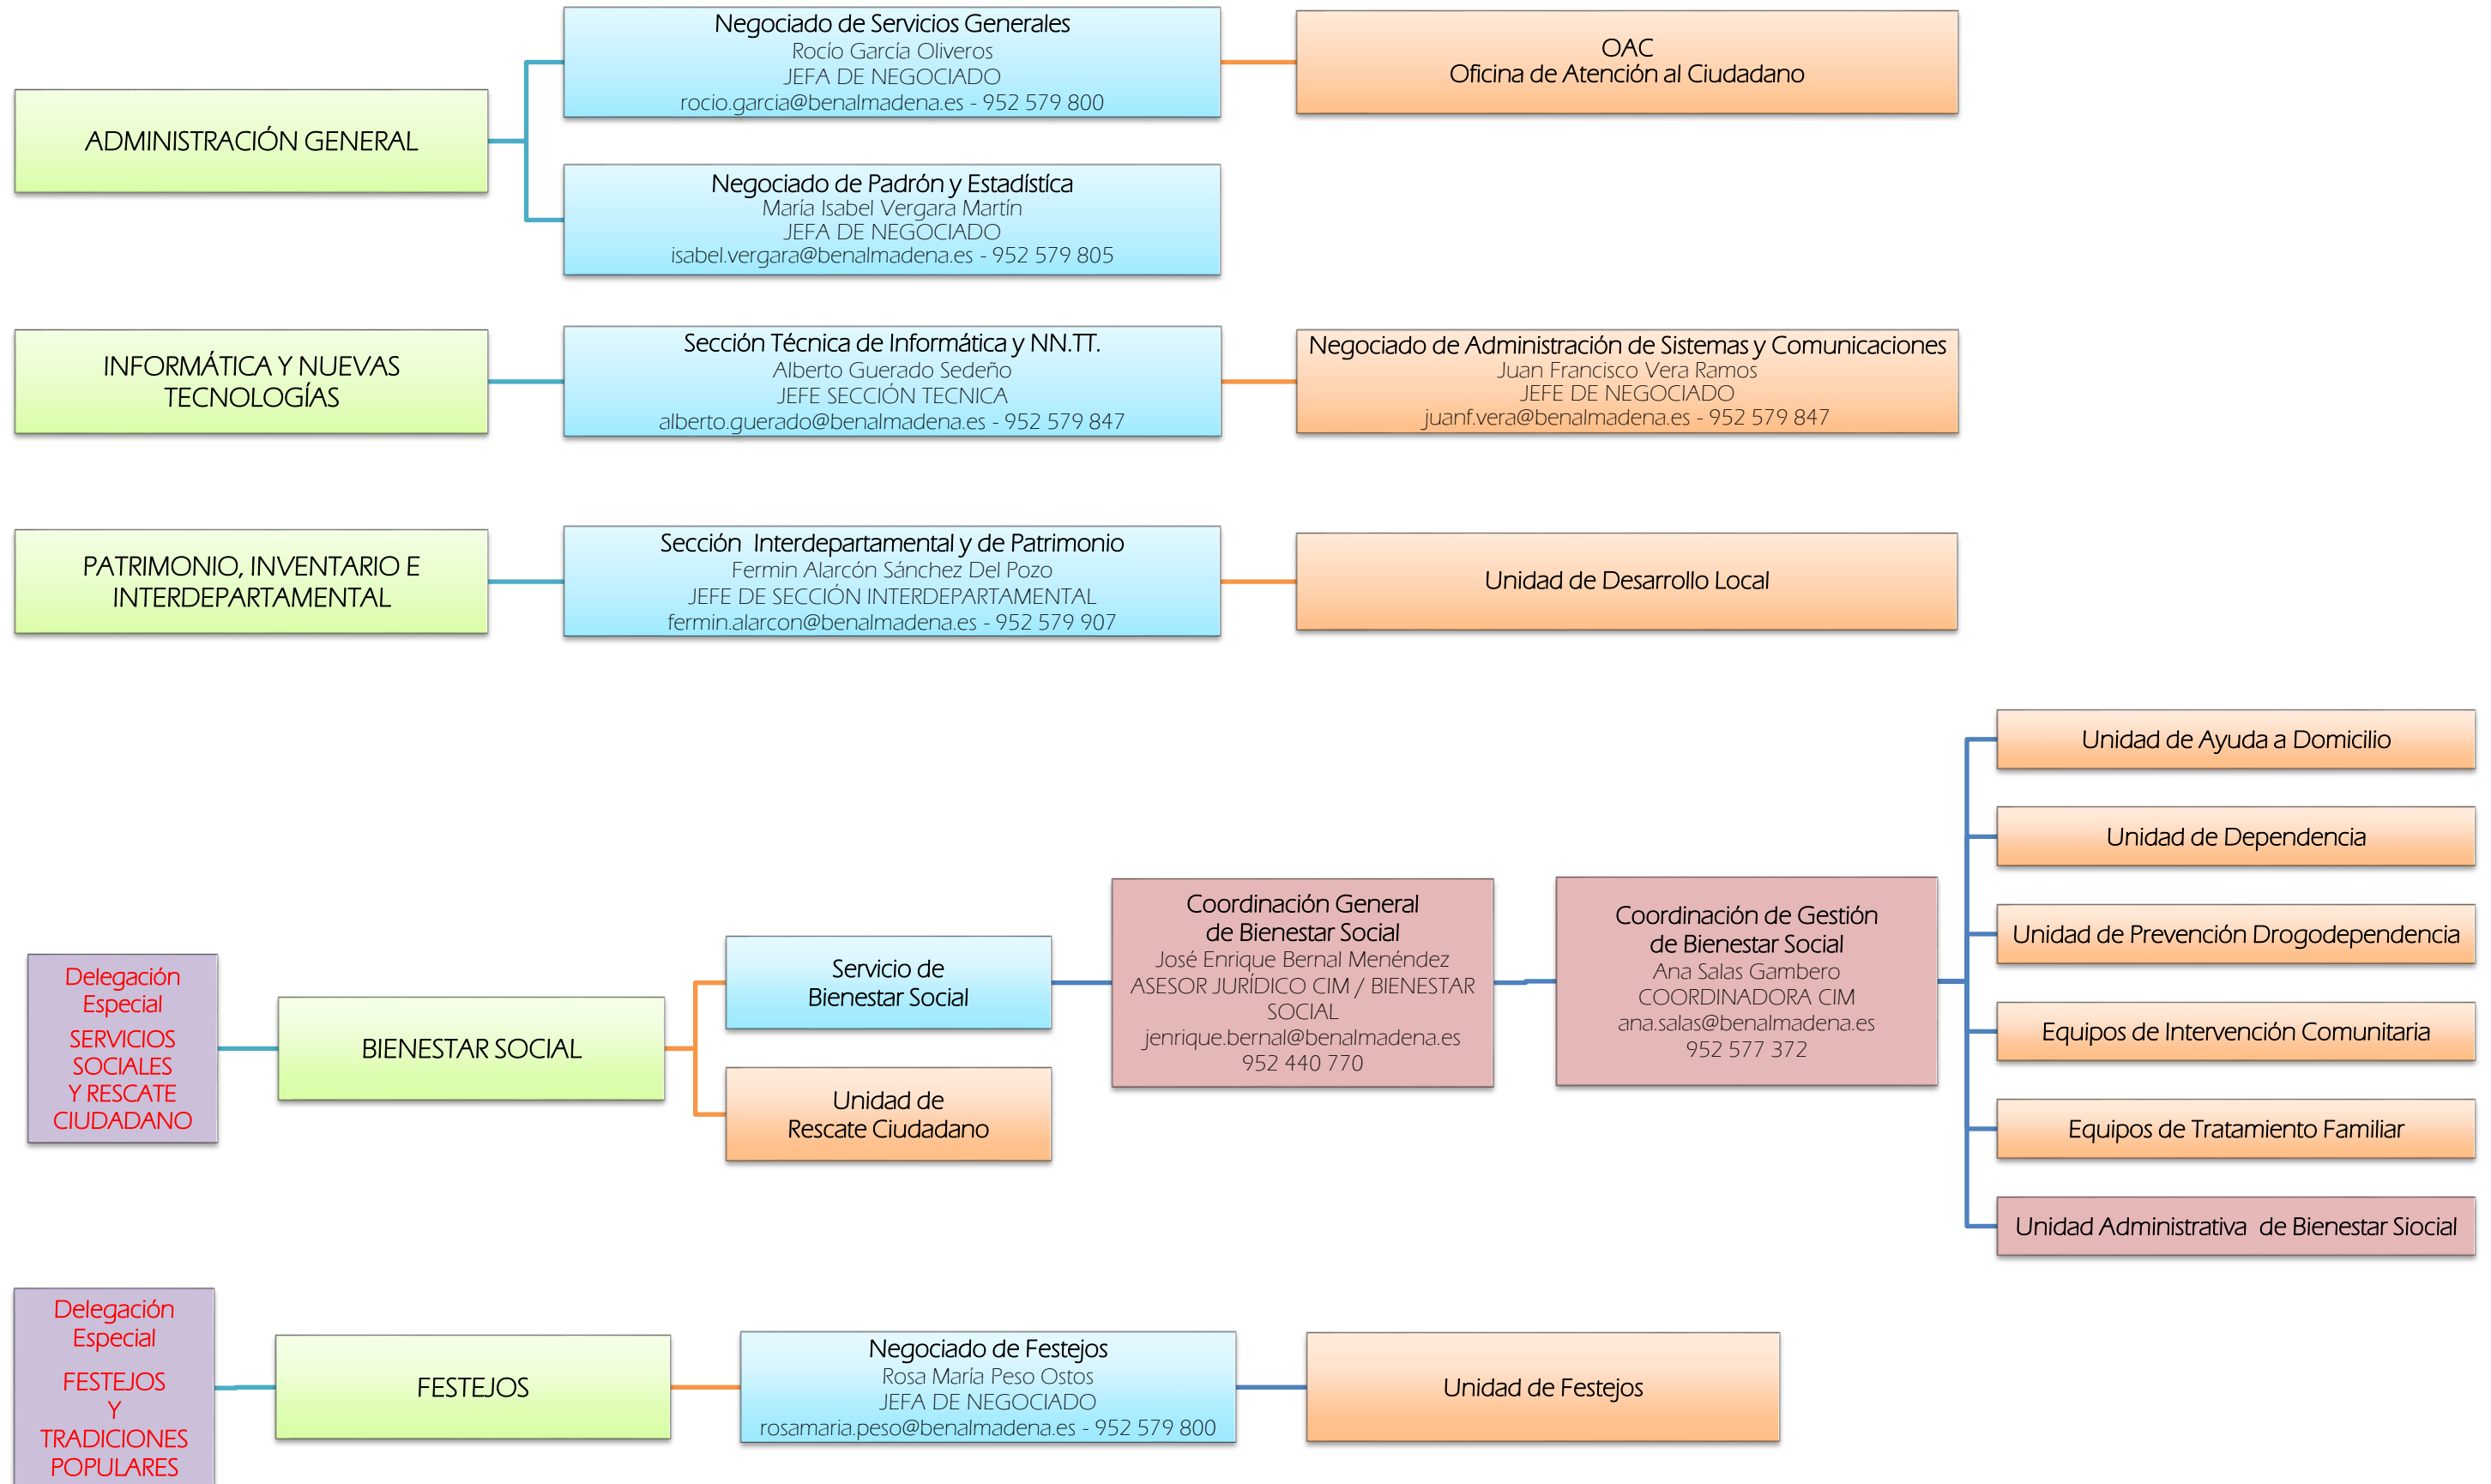 ADMINISTRACIÓN GENERAL
Negociado de Servicios Generales
Rocío García Oliveros
JEFA DE NEGOCIADO
rocio.garcia@benalmadena.es - 952 579 800
OAC
Oficina de Atención al Ciudadano
Negociado de Padrón y Estadístíca
María Isabel Vergara Martín
JEFA DE NEGOCIADO
isabel.vergara@benalmadena.es - 952 579 805
INFORMÁTICA Y NUEVAS
TECNOLOGÍAS
Sección Técnica de Informática y NN.TT.
Alberto Guerado Sedeño
JEFE SECCIÓN TECNICA
alberto.guerado@benalmadena.es - 952 579 847
Negociado de Administración de Sistemas y Comunicaciones
Juan Francisco Vera Ramos
JEFE DE NEGOCIADO
juanf.vera@benalmadena.es - 952 579 847
PATRIMONIO, INVENTARIO E
INTERDEPARTAMENTAL
Sección Interdepartamental y de Patrimonio
Fermin Alarcón Sánchez Del Pozo
JEFE DE SECCIÓN INTERDEPARTAMENTAL
fermin.alarcon@benalmadena.es - 952 579 907
Unidad de Desarrollo Local
Delegación
Especial
SERVICIOS
SOCIALES
Y RESCATE
CIUDADANO
BIENESTAR SOCIAL
Servicio de
Bienestar Social
Unidad de
Rescate Ciudadano
Coordinación General
de Bienestar Social
José Enrique Bernal Menéndez
ASESOR JURÍDICO CIM / BIENESTAR
SOCIAL
jenrique.bernal@benalmadena.es
952 440 770
Coordinación de Gestión
de Bienestar Social
Ana Salas Gambero
COORDINADORA CIM
ana.salas@benalmadena.es
952 577 372
Unidad de Ayuda a Domicilio
Unidad de Dependencia
Unidad de Prevención Drogodependencia
Equipos de Intervención Comunitaria
Equipos de Tratamiento Familiar
Unidad Administrativa de Bienestar Siocial
Delegación
Especial
FESTEJOS
Y
TRADICIONES
POPULARES
FESTEJOS
Negociado de Festejos
Rosa María Peso Ostos
JEFA DE NEGOCIADO
rosamaria.peso@benalmadena.es - 952 579 800
Unidad de Festejos